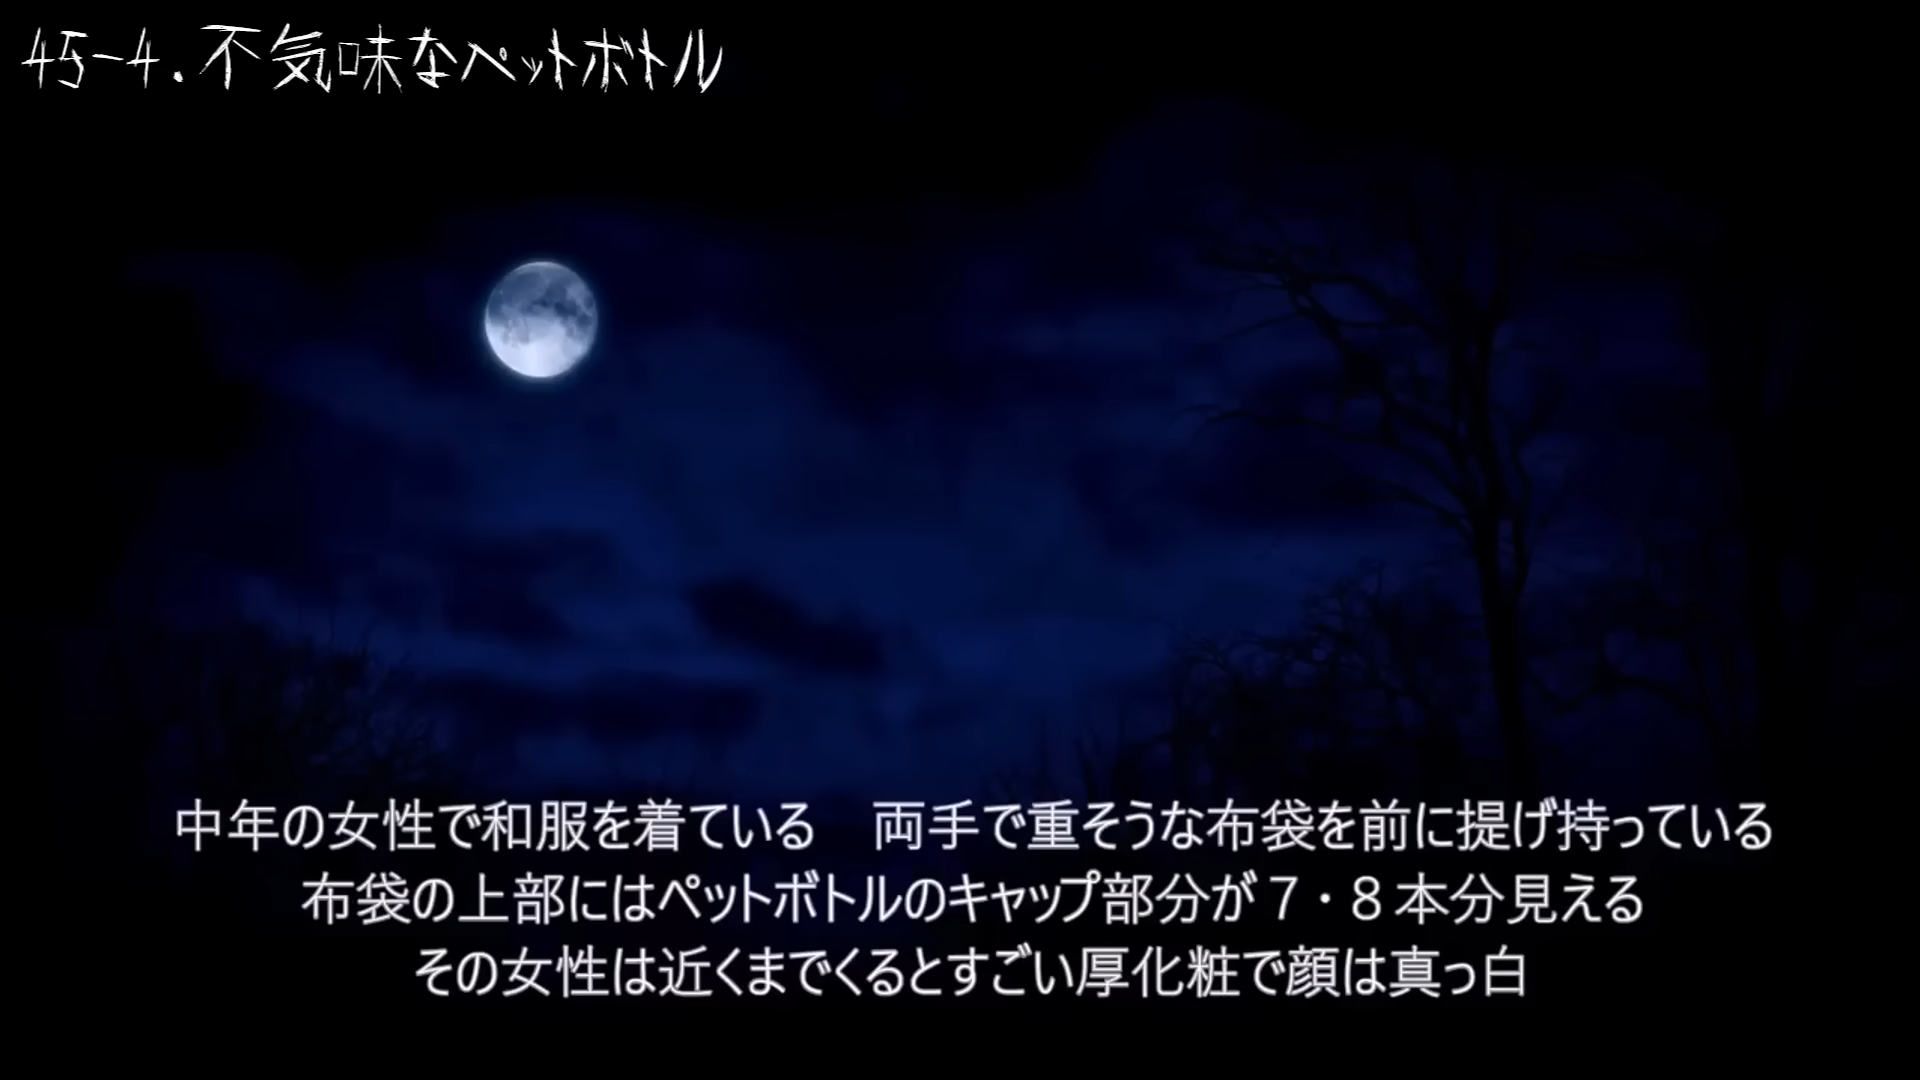 45-4.不気味なペットボトル
中年の女性で和服を着ている　両手で重そうな布袋を前に提げ持っている
布袋の上部にはペットボトルのキャップ部分が７・８本分見える
その女性は近くまでくるとすごい厚化粧で顔は真っ白